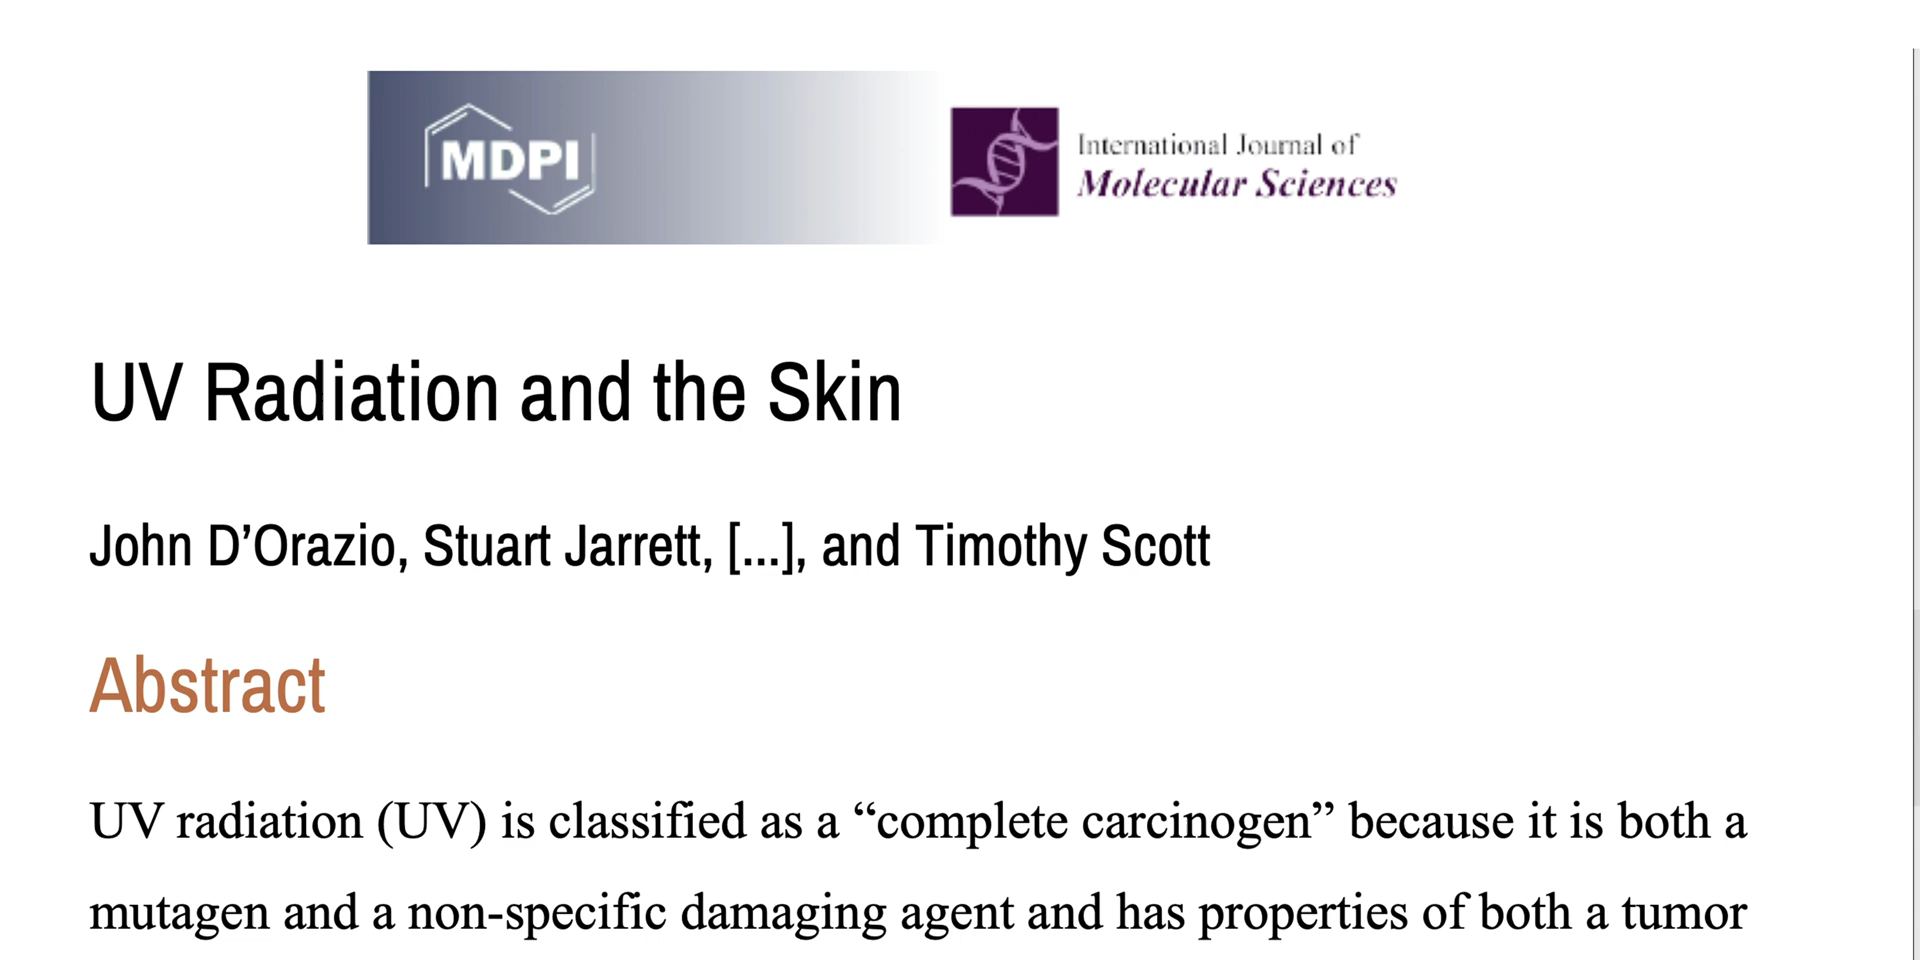 MDPI
International Journal of
Molecular Sciences
UV Radiation and the Skin
John D’Orazio, Stuart Jarrett, [...], and Timothy Scott
Abstract
UV radiation (UV) is classified as a “complete carcinogen” because it is both a
mutagen and a non-specific damaging agent and has properties of both a tumor